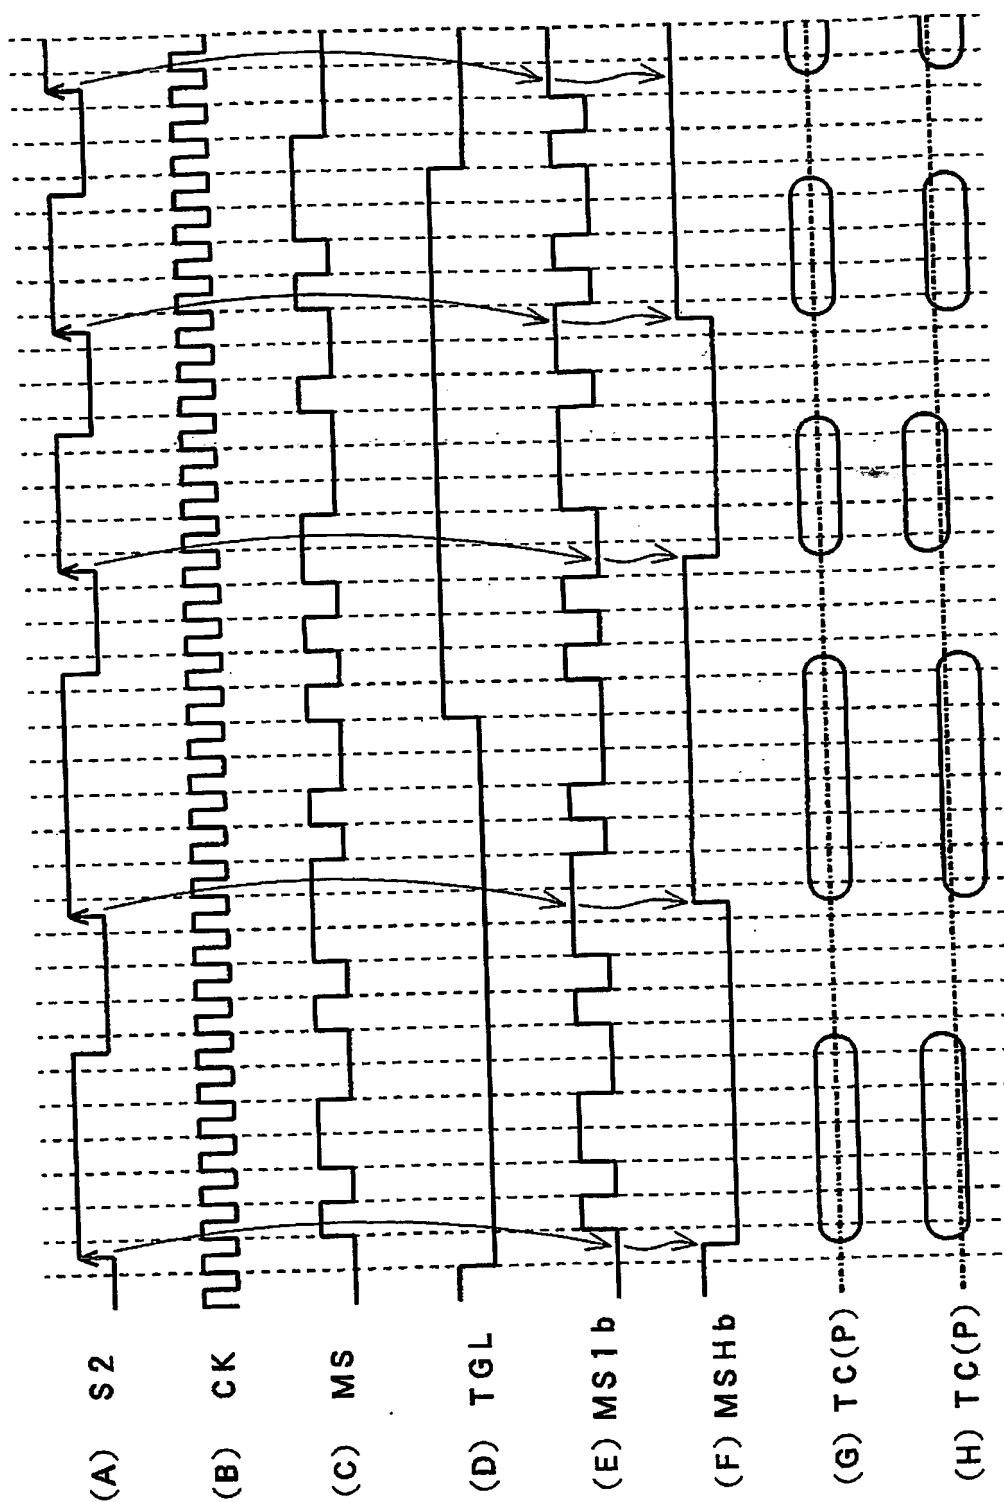 (A) S2
(B) CK
(C) MS
(D) TGL
(E) MS1b
(F) MSHb
(G) TC(P)
(H) TC(P)